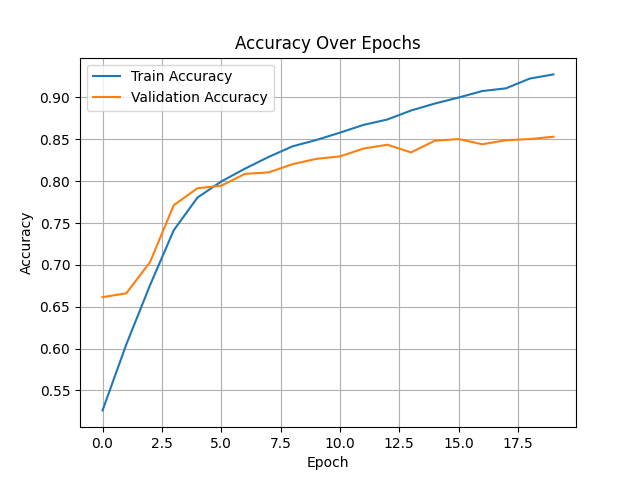 Accuracy Over Epochs
Train Accuracy
Validation Accuracy
0.90
0.85
0.80
0.75
0.70
0.65
0.60
0.55
Accuracy
0.0 2.5 5.0 7.5 10.0 12.5 15.0 17.5
Epoch